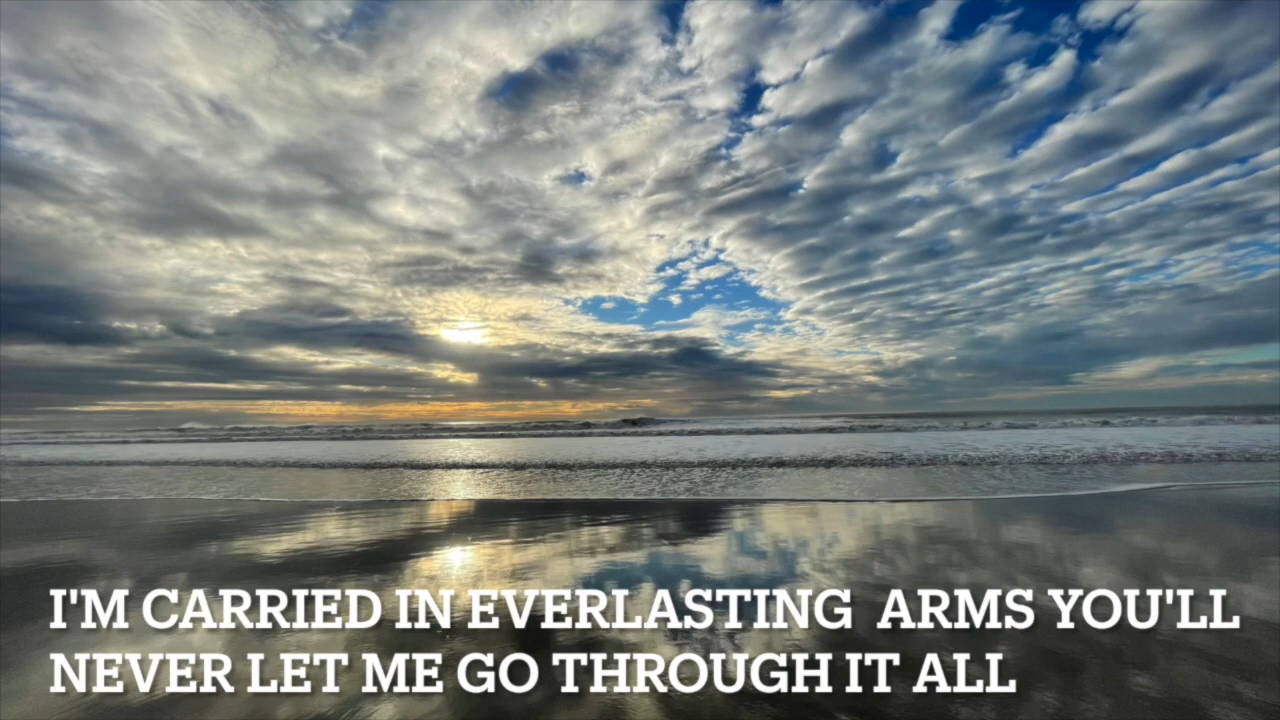 I'M CARRIED IN EVERLASTING  ARMS YOU'LL
NEVER LET ME GO THROUGH IT ALL